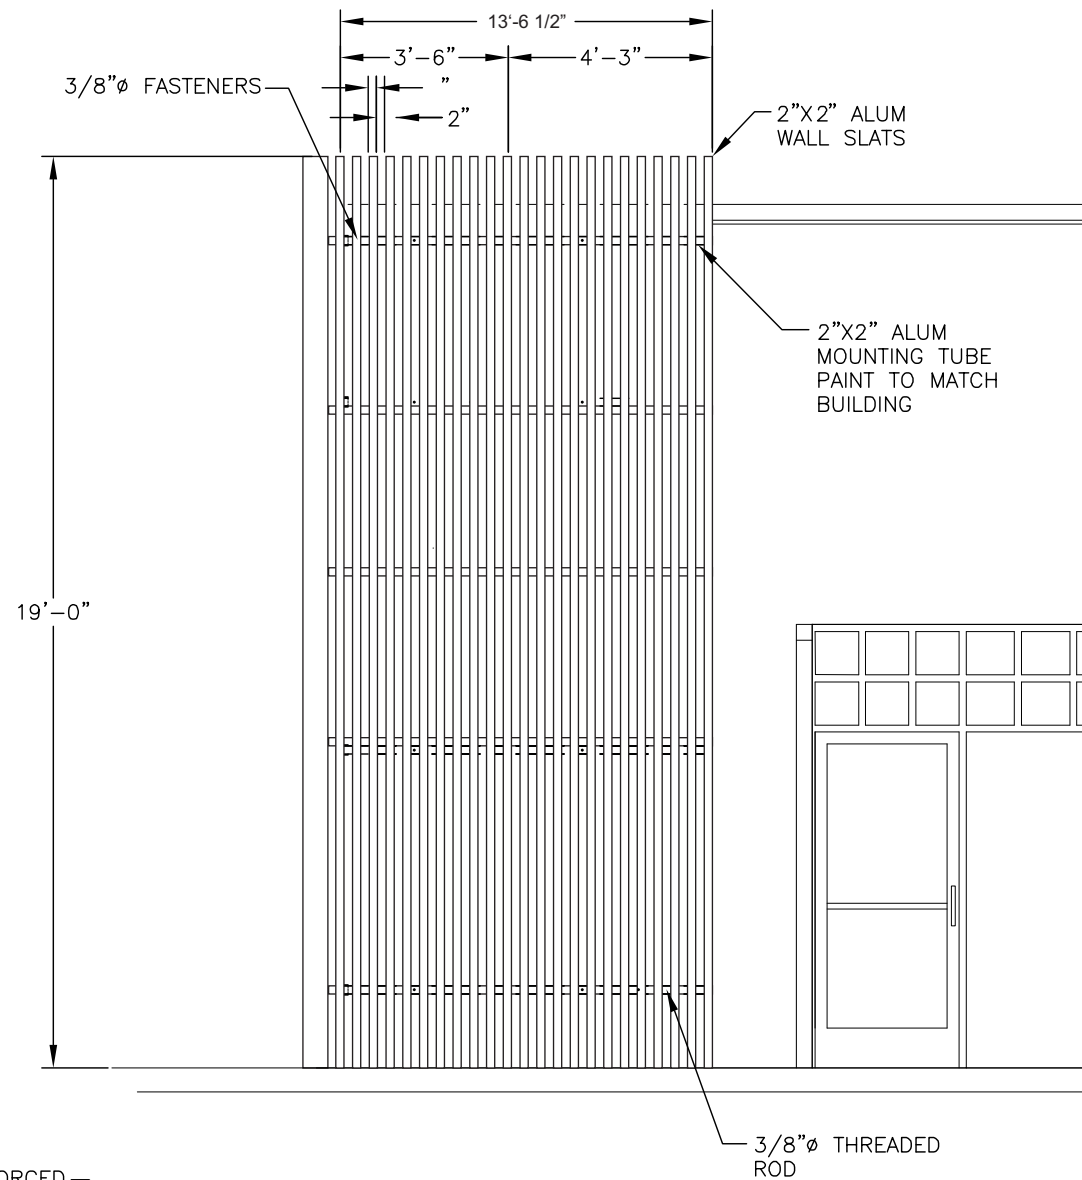 13'-6 1/2"
3'-6"
4'-3"
3/8"ø FASTENERS
"
2"
2"X2" ALUM
WALL SLATS
2"X2" ALUM
MOUNTING TUBE
PAINT TO MATCH
BUILDING
19'-0"
3/8"ø THREADED
ROD